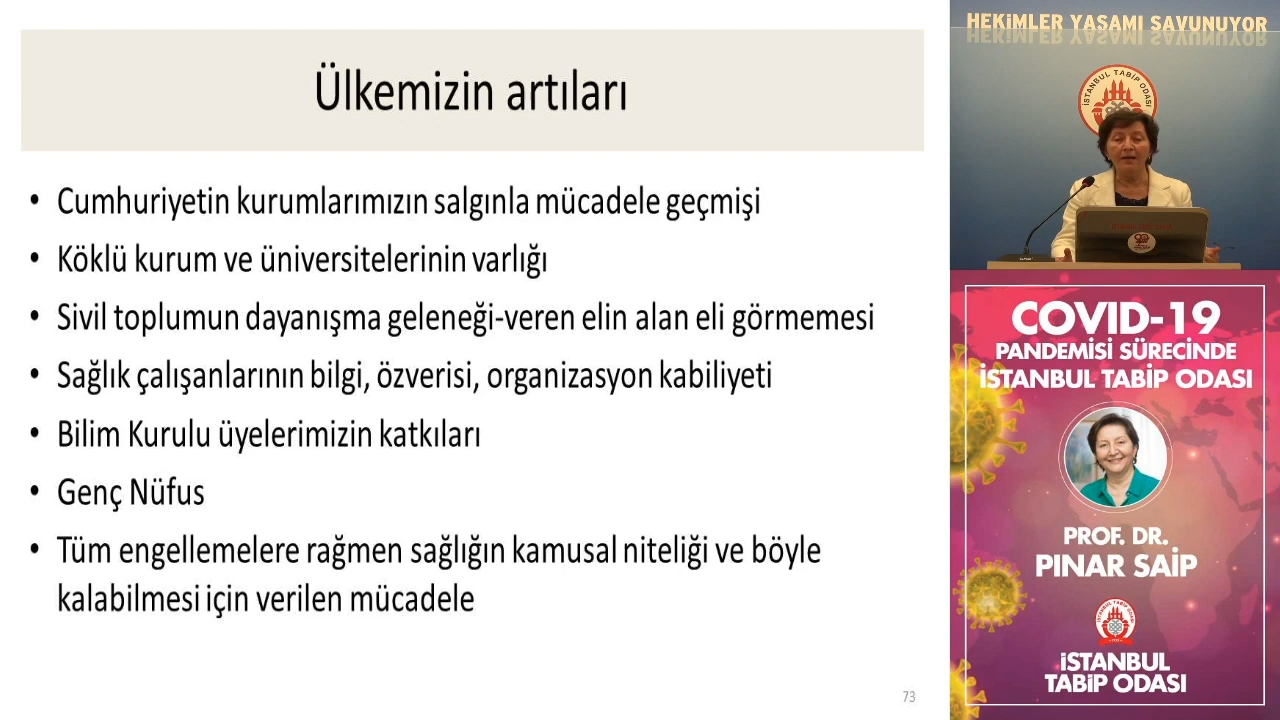 Ülkemizin artıları
• Cumhuriyetin kurumlarımızın salgınla mücadele geçmişi
• Köklü kurum ve üniversitelerinin varlığı
• Sivil toplumun dayanışma geleneği-veren elin alan eli görmemesi
• Sağlık çalışanlarının bilgi, özverisi, organizasyon kabiliyeti
• Bilim Kurulu üyelerimizin katkıları
• Genç Nüfus
• Tüm engellemelere rağmen sağlığın kamusal niteliği ve böyle
kalabilmesi için verilen mücadele
73
HEKİMLER YAŞAMI SAVUNUYOR
İSTANBUL TABİP ODASI
COVID-19
PANDEMİSİ SÜRECİNDE
İSTANBUL TABİP ODASI
PROF. DR.
PINAR SAİP
İSTANBUL
TABİP ODASI